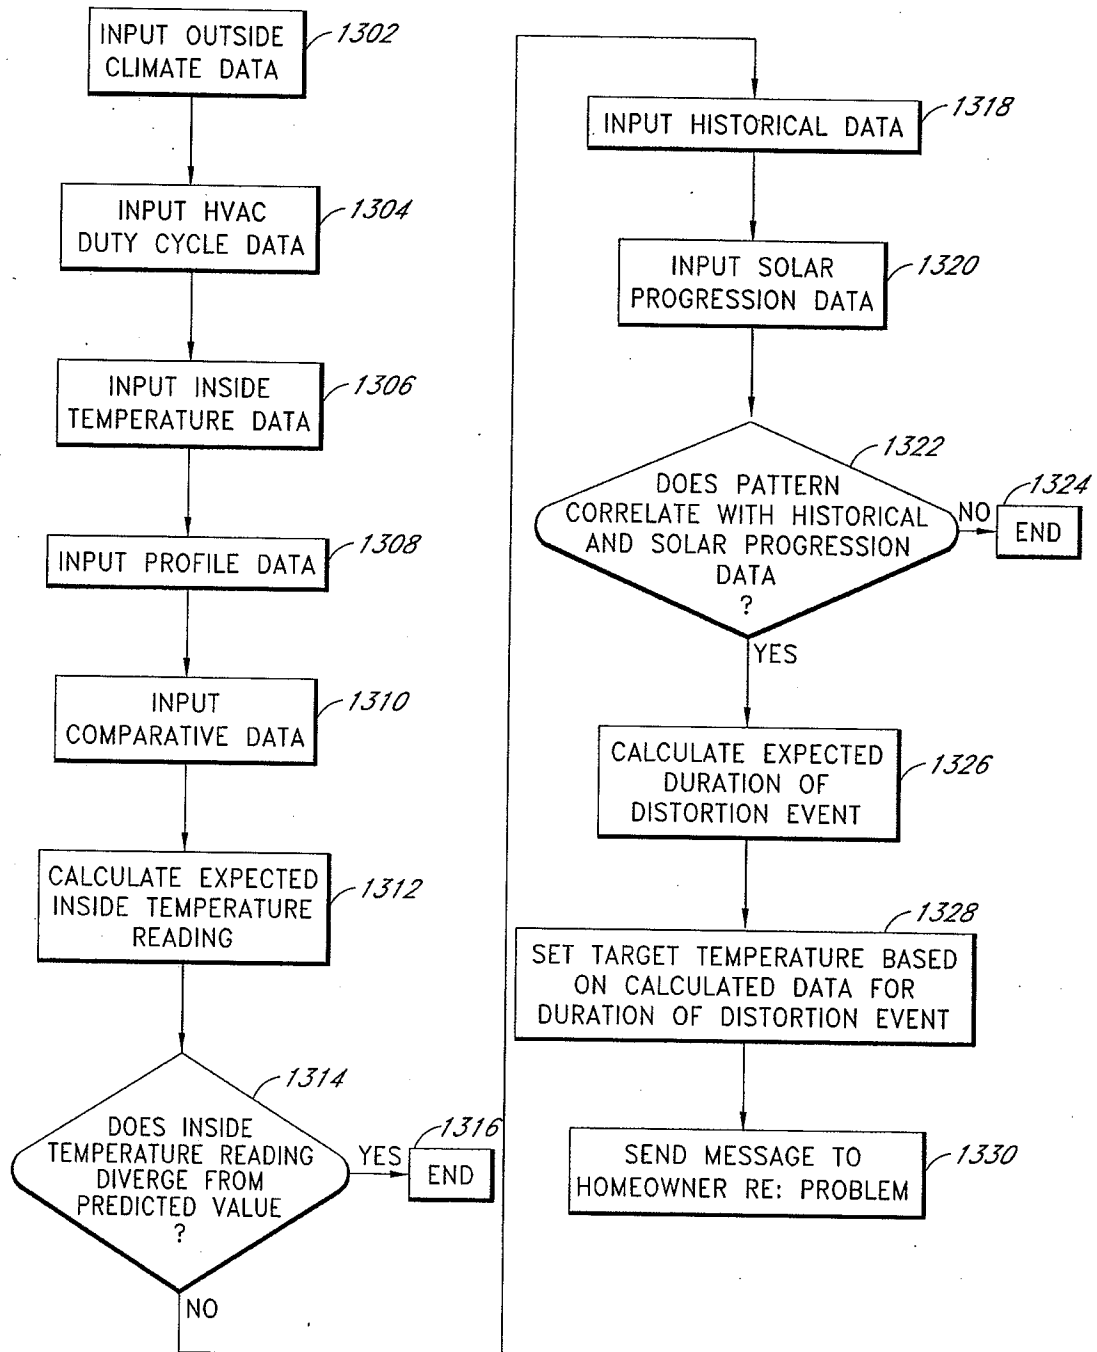 INPUT OUTSIDE
CLIMATE DATA
1302
INPUT HVAC
DUTY CYCLE DATA
1304
INPUT INSIDE
TEMPERATURE DATA
1306
INPUT PROFILE DATA
1308
INPUT
COMPARATIVE DATA
1310
CALCULATE EXPECTED
INSIDE TEMPERATURE
READING
1312
DOES INSIDE
TEMPERATURE READING
DIVERGE FROM
PREDICTED VALUE
?
1314
YES
1316
END
NO
INPUT HISTORICAL DATA
1318
INPUT SOLAR
PROGRESSION DATA
1320
DOES PATTERN
CORRELATE WITH HISTORICAL
AND SOLAR PROGRESSION
DATA
?
1322
NO
1324
END
YES
CALCULATE EXPECTED
DURATION OF
DISTORTION EVENT
1326
SET TARGET TEMPERATURE BASED
ON CALCULATED DATA FOR
DURATION OF DISTORTION EVENT
1328
SEND MESSAGE TO
HOMEOWNER RE: PROBLEM
1330